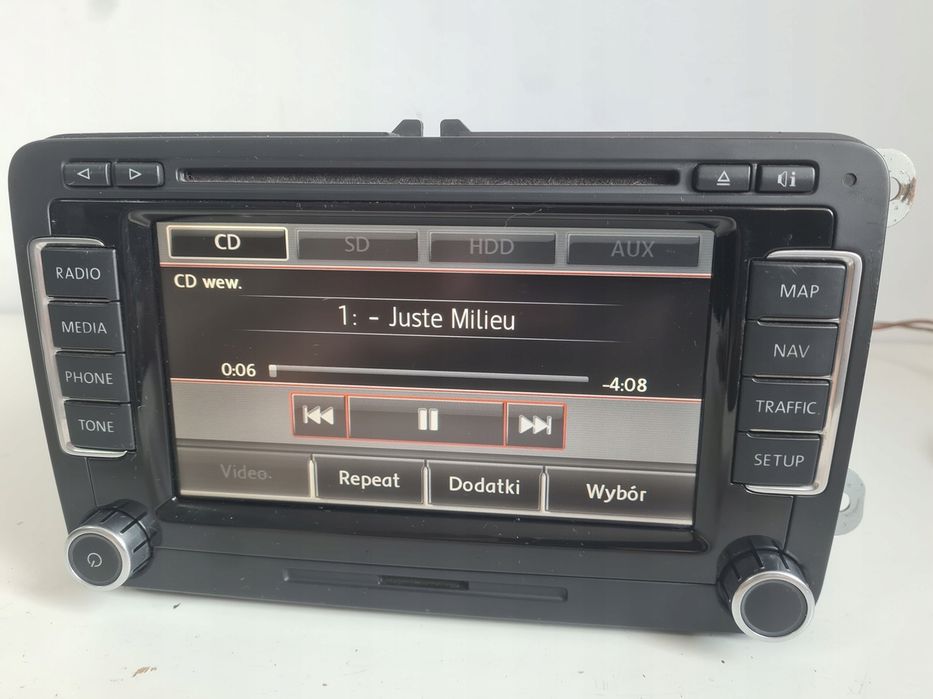 CD SD HDD AUX
CD wew.
1: - Juste Milieu
0:06 -4:08
Video Repeat Dodatki Wybór
RADIO
MEDIA
PHONE
TONE
MAP
NAV
TRAFFIC
SETUP